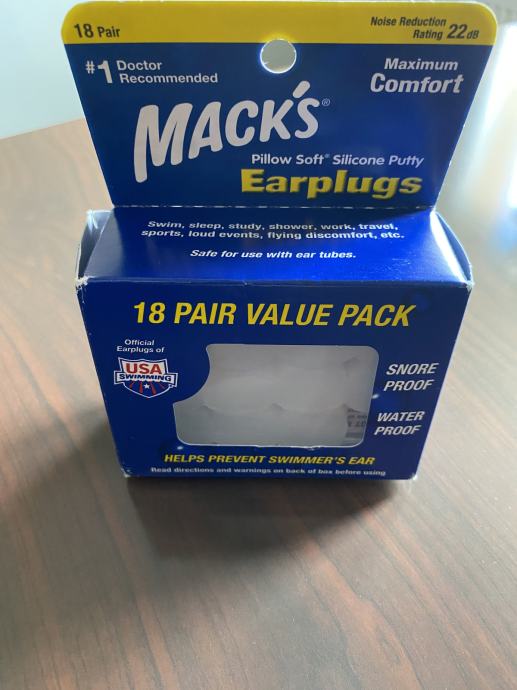 18 Pair
Noise Reduction
Rating 22dB
#1 Doctor
Recommended
Maximum
Comfort
MACK'S®
Pillow Soft® Silicone Putty
Earplugs
Swim, sleep, study, shower, work, travel,
sports, loud events, flying discomfort, etc.
Safe for use with ear tubes.
18 PAIR VALUE PACK
Official
Earplugs of
USA
SWIMMING
SNORE
PROOF
WATER
PROOF
HELPS PREVENT SWIMMER'S EAR
Read directions and warnings on back of box before using